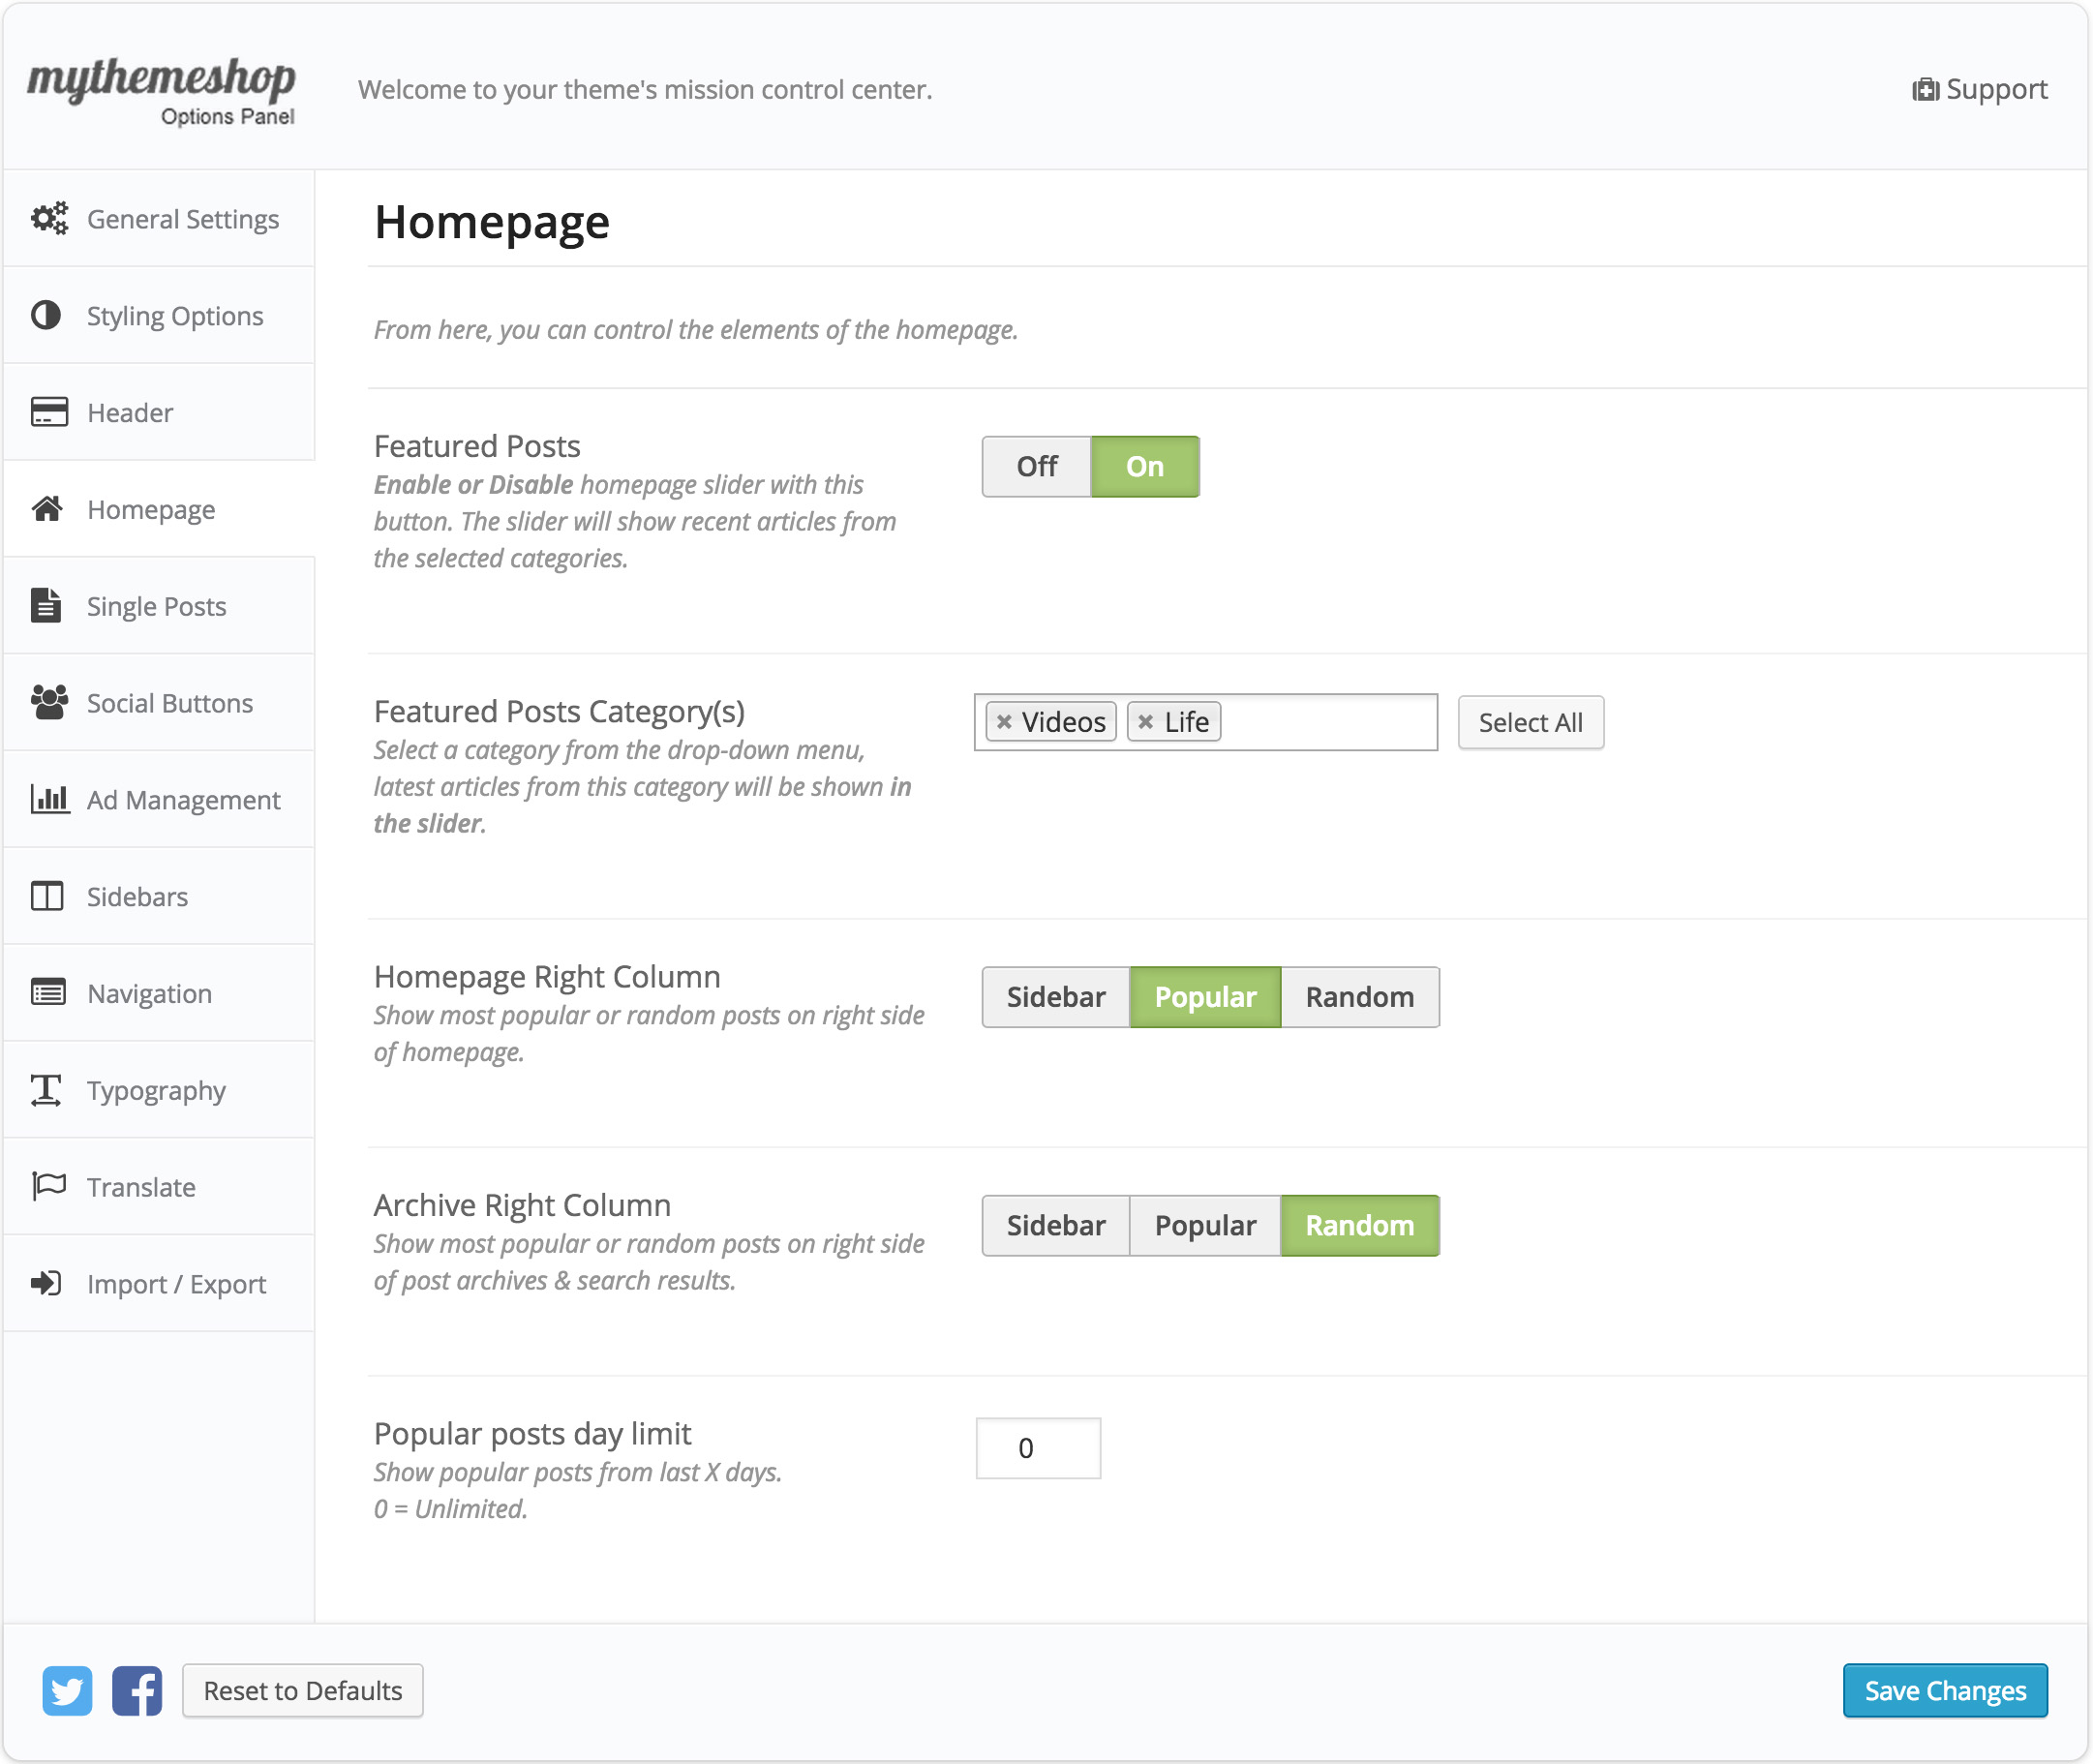 mythemeshop
Options Panel
Welcome to your theme's mission control center.
Support
General Settings
Styling Options
Header
Homepage
Single Posts
Social Buttons
Ad Management
Sidebars
Navigation
Typography
Translate
Import / Export
Homepage
From here, you can control the elements of the homepage.
Featured Posts
Enable or Disable homepage slider with this
button. The slider will show recent articles from
the selected categories.
Off On
Featured Posts Category(s)
Select a category from the drop-down menu,
latest articles from this category will be shown in
the slider.
Videos Life
Select All
Homepage Right Column
Show most popular or random posts on right side
of homepage.
Sidebar Popular Random
Archive Right Column
Show most popular or random posts on right side
of post archives & search results.
Sidebar Popular Random
Popular posts day limit
Show popular posts from last X days.
0 = Unlimited.
0
Reset to Defaults
Save Changes